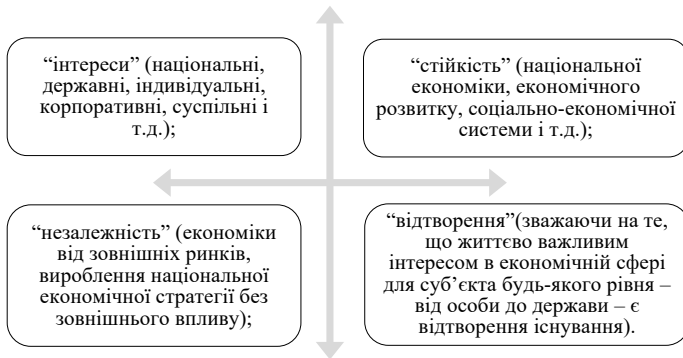 “інтереси” (національні,
державні, індивідуальні,
корпоративні, суспільні і
т.д.);
“стійкість” (національної
економіки, економічного
розвитку, соціально-економічної
системи і т.д.);
“незалежність” (економіки
від зовнішніх ринків,
вироблення національної
економічної стратегії без
зовнішнього впливу);
“відтворення”(зважаючи на те,
що життєво важливим
інтересом в економічній сфері
для суб’єкта будь-якого рівня –
від особи до держави – є
відтворення існування).